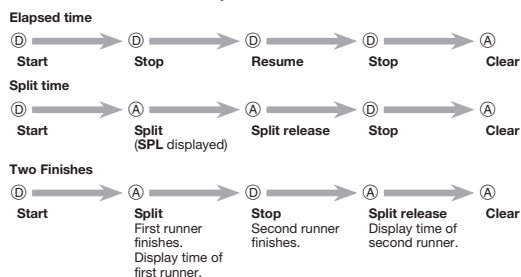 Elapsed time
Ⓓ Ⓓ Ⓓ Ⓓ Ⓐ
Start Stop Resume Stop Clear
Split time
Ⓓ Ⓐ Ⓐ Ⓓ Ⓐ
Start Split Split release Stop Clear
(SPL displayed)
Two Finishes
Ⓓ Ⓐ Ⓓ Ⓐ Ⓐ
Start Split Stop Split release Clear
First runner Second runner Display time of
finishes. finishes. second runner.
Display time of
first runner.